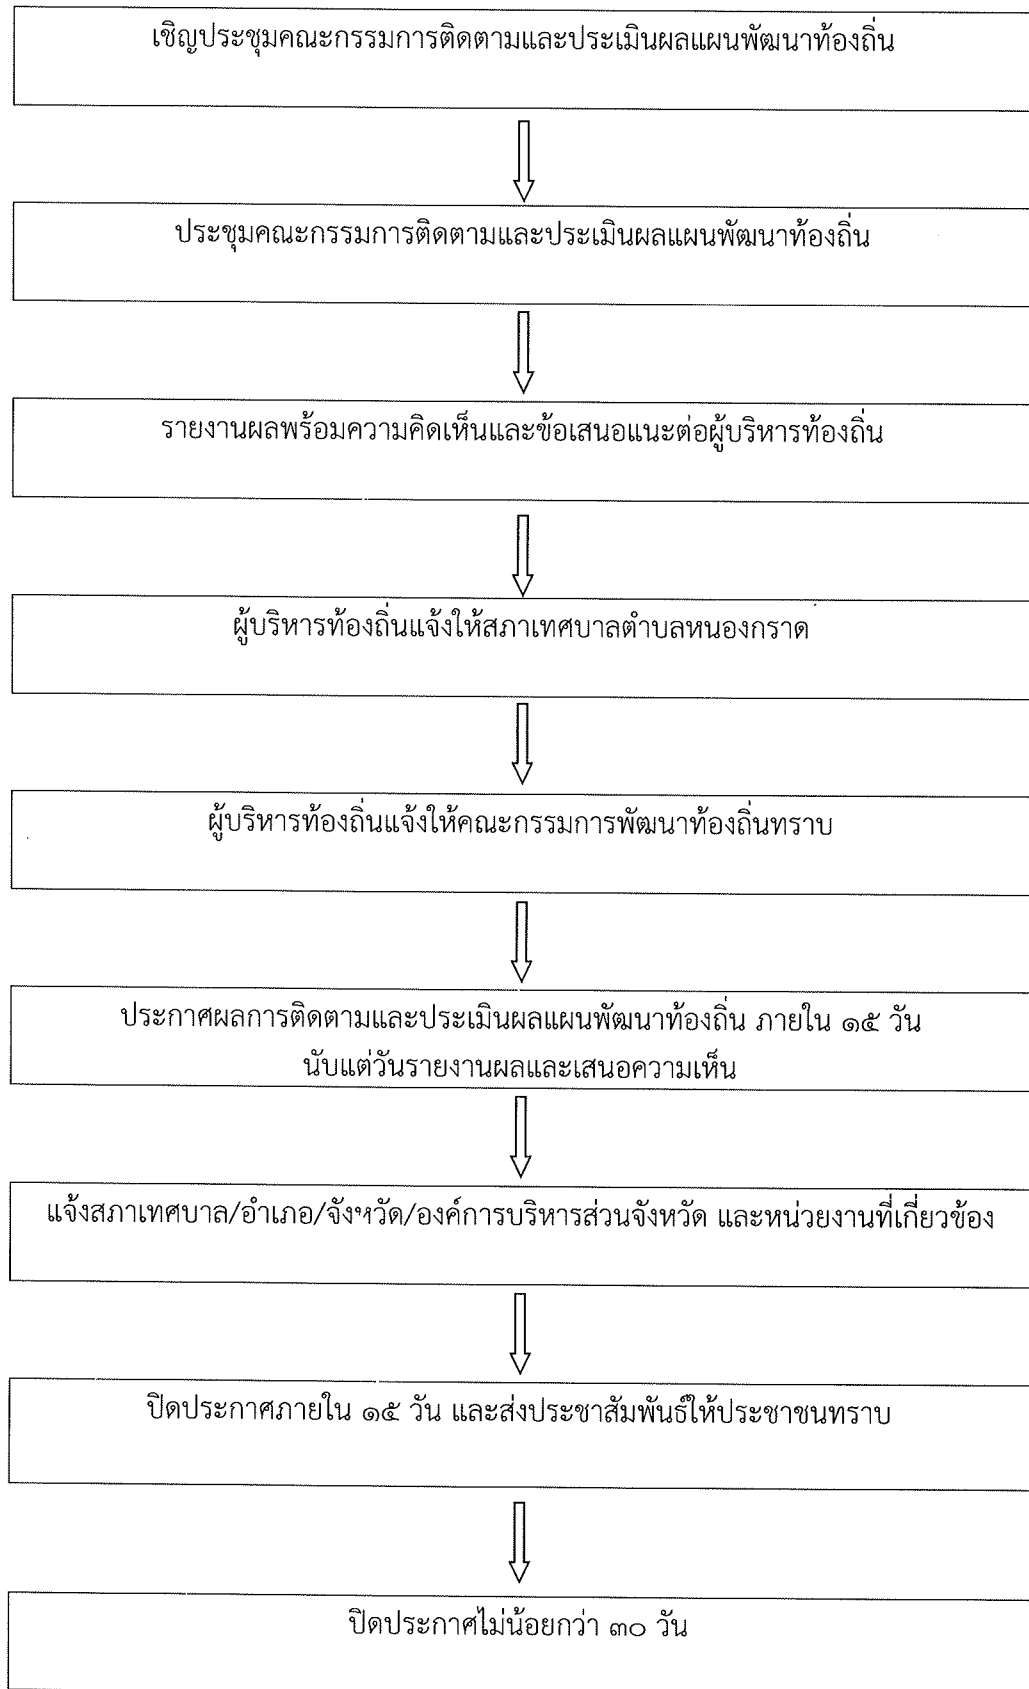 เชิญประชุมคณะกรรมการติดตามและประเมินผลแผนพัฒนาท้องถิ่น
ประชุมคณะกรรมการติดตามและประเมินผลแผนพัฒนาท้องถิ่น
รายงานผลพร้อมความคิดเห็นและข้อเสนอแนะต่อผู้บริหารท้องถิ่น
ผู้บริหารท้องถิ่นแจ้งให้สภาเทศบาลตำบลหนองกราด
ผู้บริหารท้องถิ่นแจ้งให้คณะกรรมการพัฒนาท้องถิ่นทราบ
ประกาศผลการติดตามและประเมินผลแผนพัฒนาท้องถิ่น ภายใน ๑๕ วัน
นับแต่วันรายงานผลและเสนอความเห็น
แจ้งสภาเทศบาล/อำเภอ/จังหวัด/องค์การบริหารส่วนจังหวัด และหน่วยงานที่เกี่ยวข้อง
ปิดประกาศภายใน ๑๕ วัน และส่งประชาสัมพันธ์ให้ประชาชนทราบ
ปิดประกาศไม่น้อยกว่า ๓๐ วัน